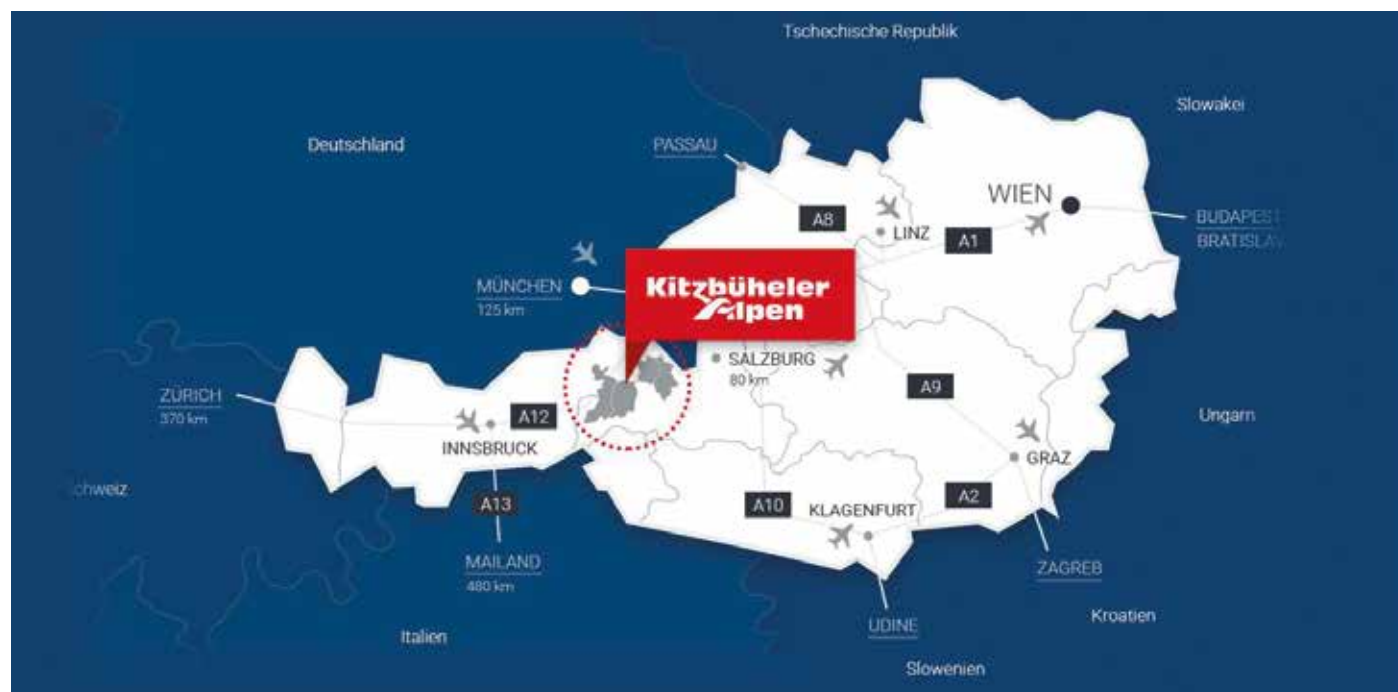 Tschechische Republik
Slowakei
Deutschland
PASSAU
WIEN
A8
LINZ
A1
BUDAPEST
MÜNCHEN
125 km
Kitzbüheler
Alpen
SALZBURG
80 km
ZÜRICH
370 km
A12
A9
Ungarn
INNSBRUCK
GRAZ
A13
A10
KLAGENFURT
A2
MAILAND
480 km
ZAGREB
Kroatien
UDINE
Italien
Slowenien